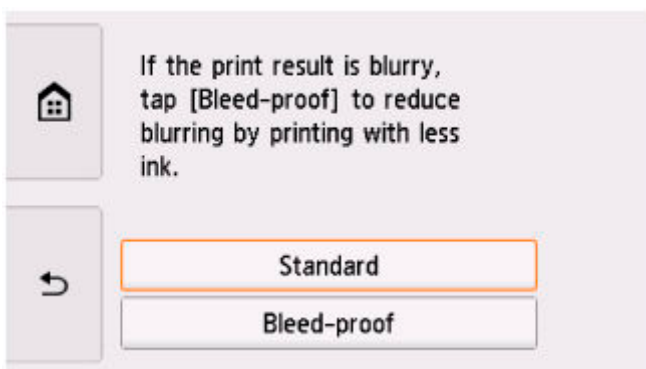 If the print result is blurry,
tap [Bleed-proof] to reduce
blurring by printing with less
ink.
Standard
Bleed-proof